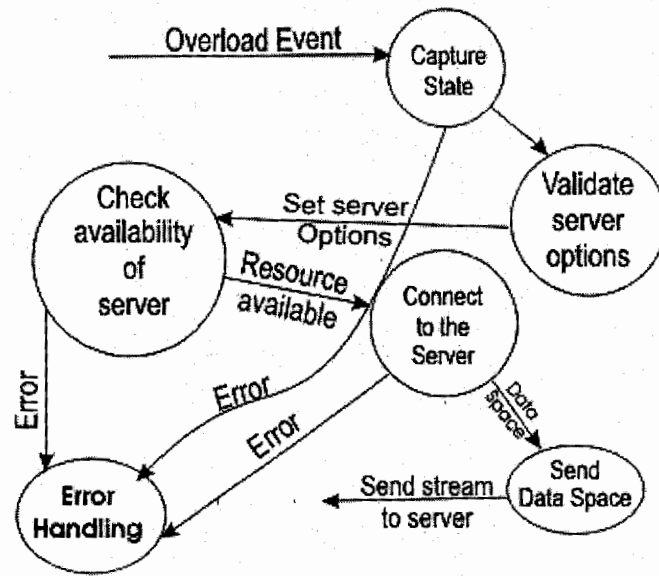 Overload Event
Capture
State
Validate
server
options
Set server
Options
Check
availability
of
server
Resource
available
Connect
to the
Server
Error
Error
Error
Data
space
Send
Data Space
Send stream
to server
Error
Handling